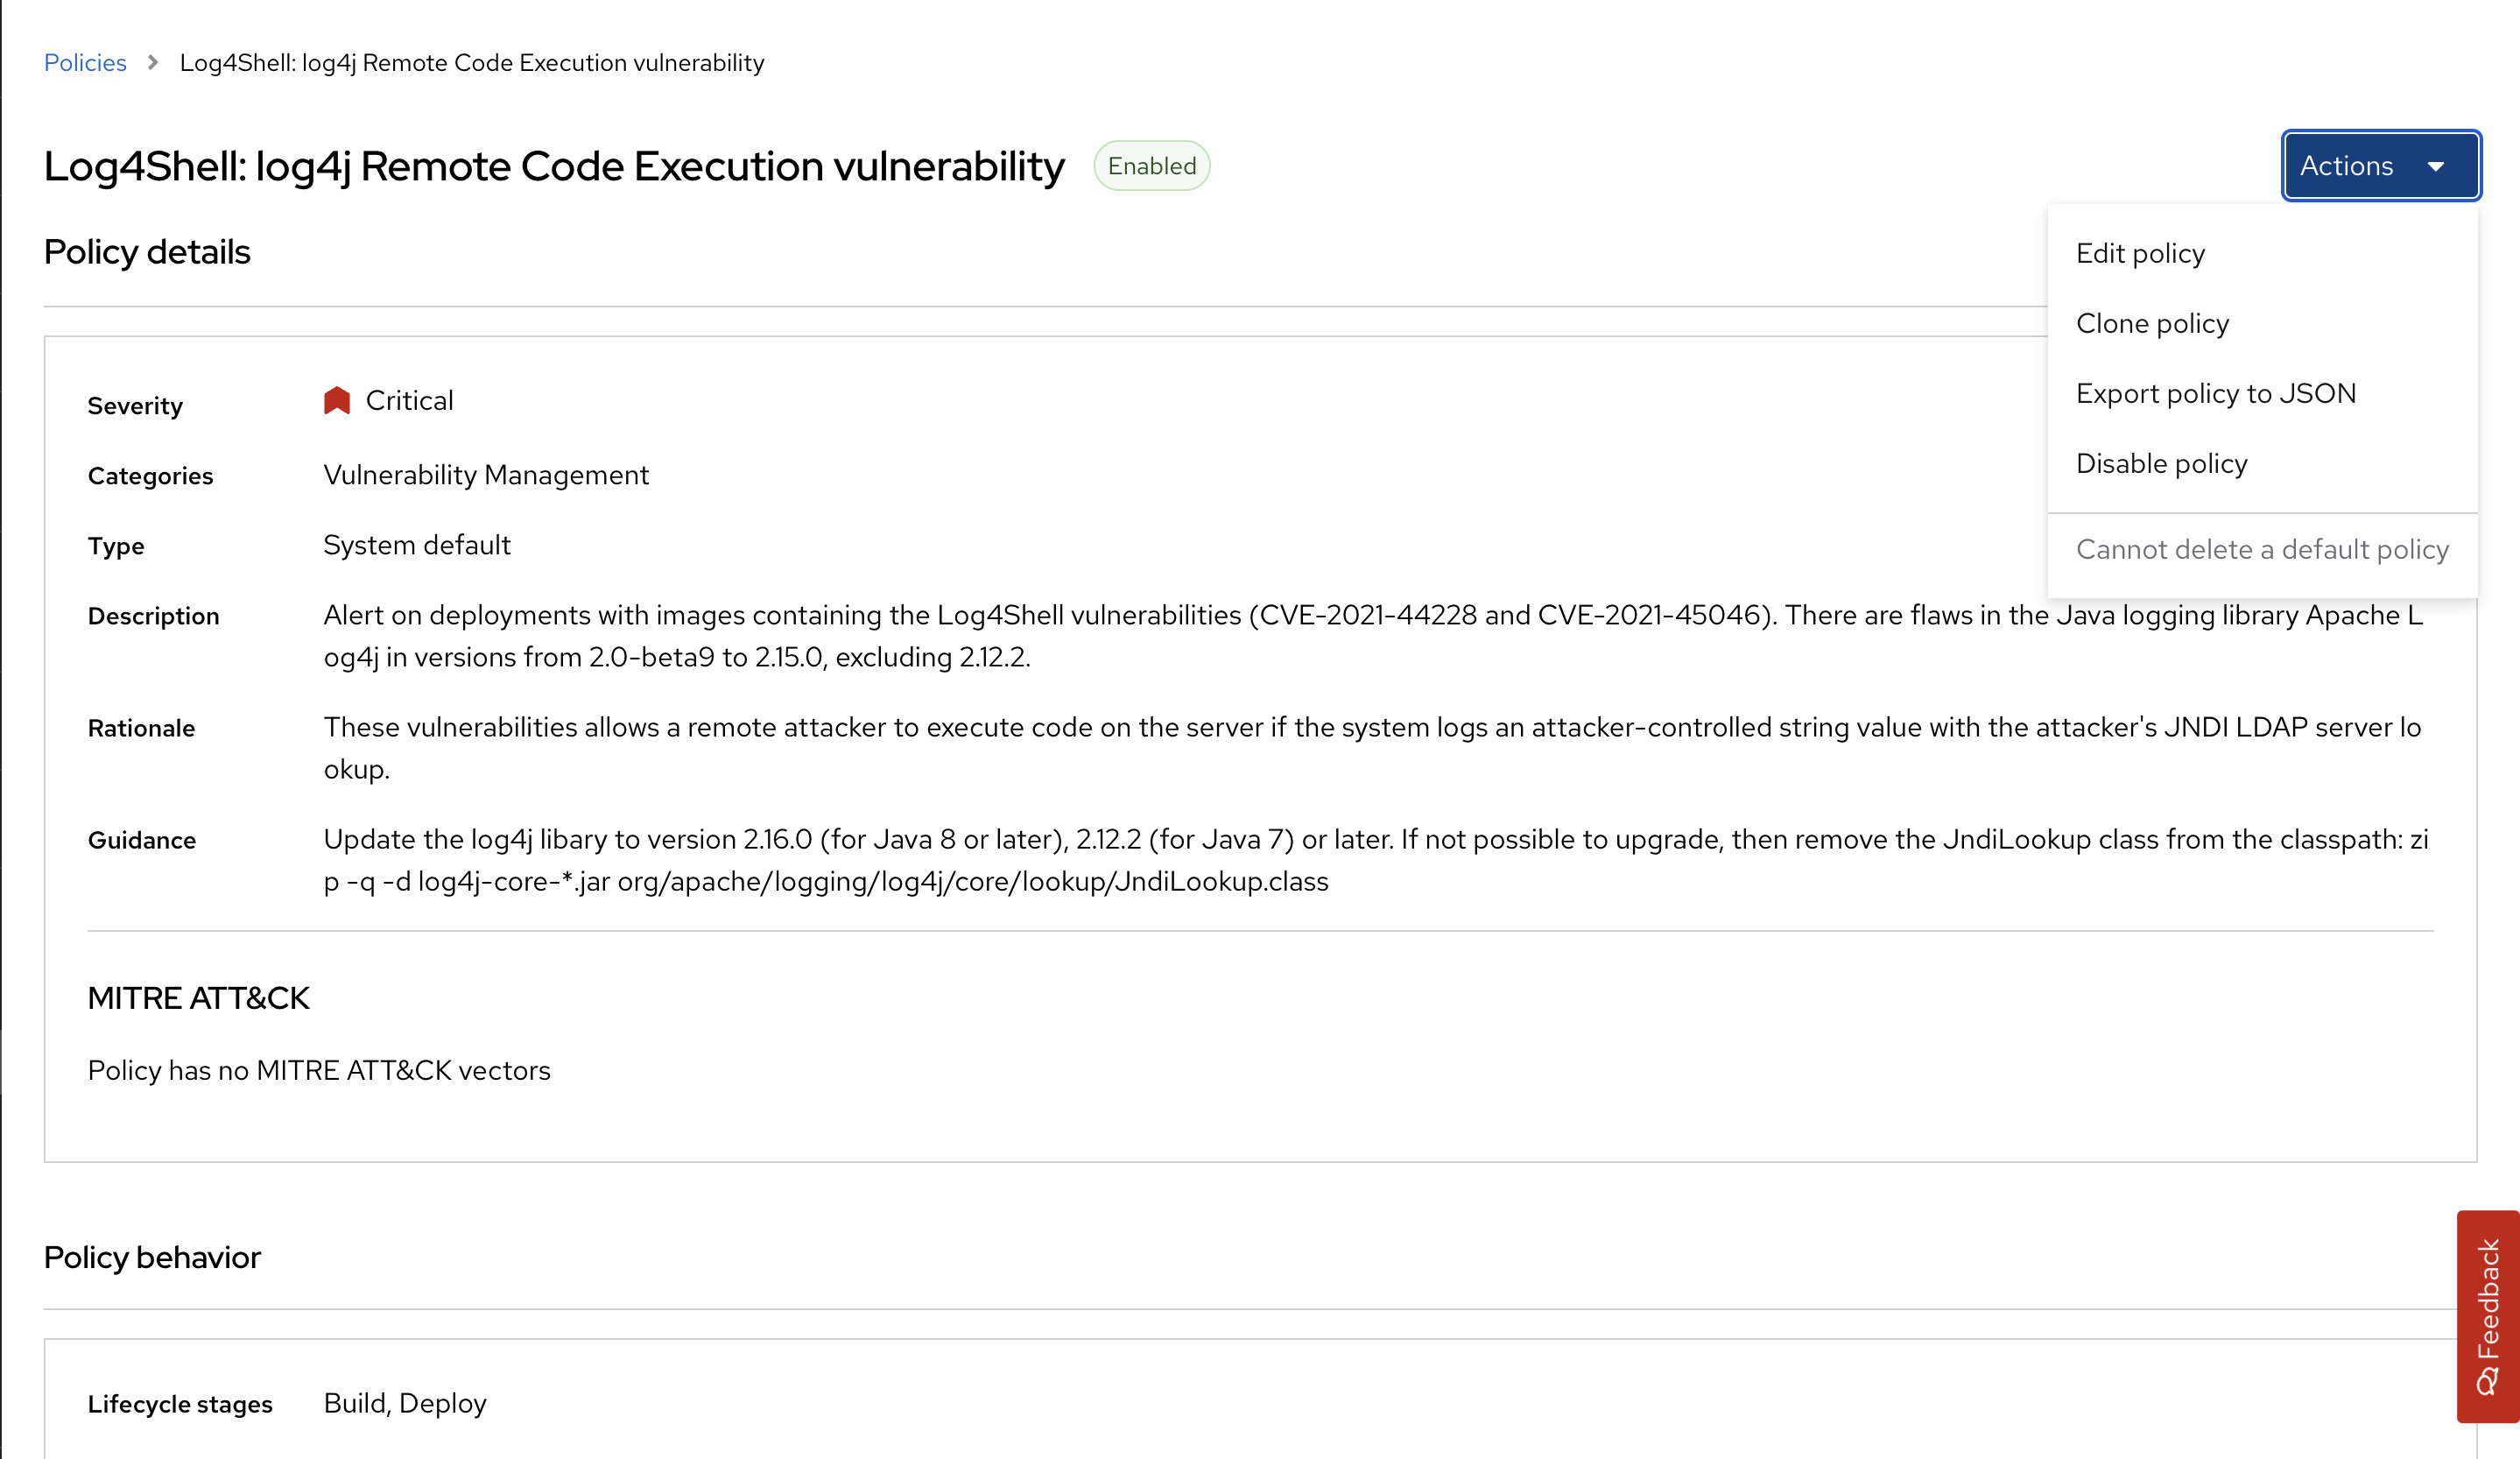 Policies > Log4Shell: log4j Remote Code Execution vulnerability
Log4Shell: log4j Remote Code Execution vulnerability Enabled
Actions
Edit policy
Clone policy
Export policy to JSON
Disable policy
Cannot delete a default policy
Policy details
Severity Critical
Categories Vulnerability Management
Type System default
Description Alert on deployments with images containing the Log4Shell vulnerabilities (CVE-2021-44228 and CVE-2021-45046). There are flaws in the Java logging library Apache L
og4j in versions from 2.0-beta9 to 2.15.0, excluding 2.12.2.
Rationale These vulnerabilities allows a remote attacker to execute code on the server if the system logs an attacker-controlled string value with the attacker's JNDI LDAP server lo
okup.
Guidance Update the log4j libary to version 2.16.0 (for Java 8 or later), 2.12.2 (for Java 7) or later. If not possible to upgrade, then remove the JndiLookup class from the classpath: zi
p -q -d log4j-core-*.jar org/apache/logging/log4j/core/lookup/JndiLookup.class
MITRE ATT&CK
Policy has no MITRE ATT&CK vectors
Policy behavior
Lifecycle stages Build, Deploy
Feedback